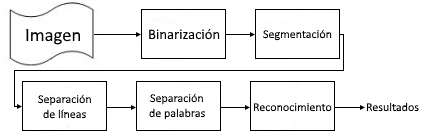 Imagen
Binarización
Segmentación
Separación
de líneas
Separación
de palabras
Reconocimiento
Resultados